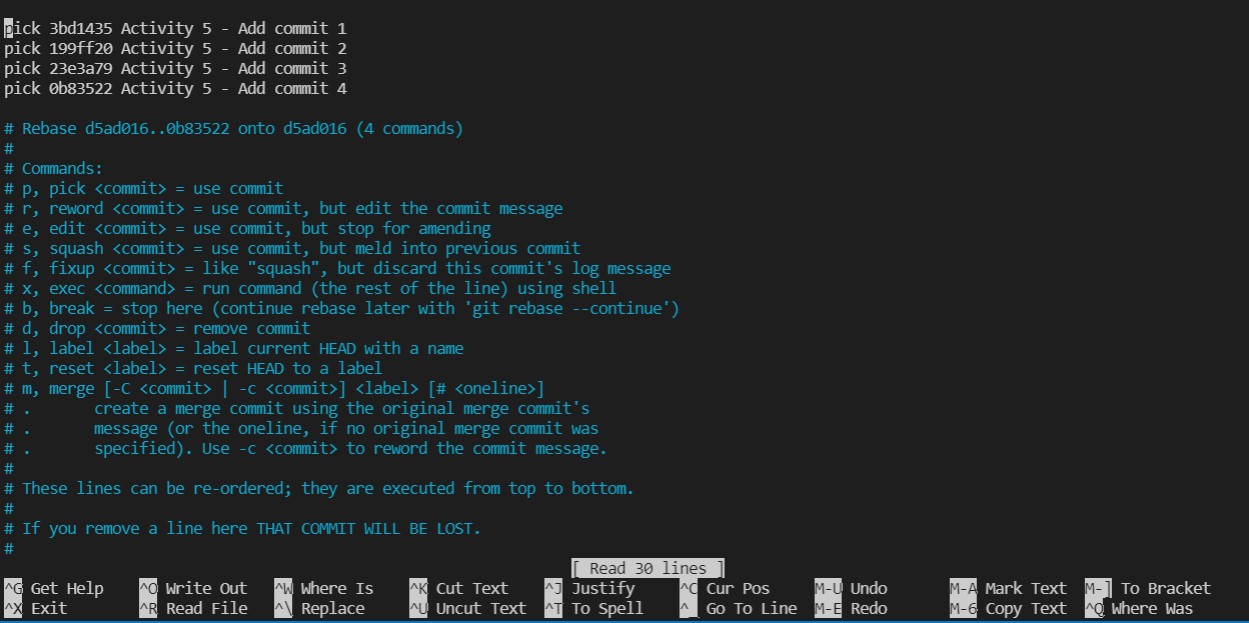 pick 3bd1435 Activity 5 - Add commit 1
pick 199ff20 Activity 5 - Add commit 2
pick 23e3a79 Activity 5 - Add commit 3
pick 0b83522 Activity 5 - Add commit 4
# Rebase d5ad016..0b83522 onto d5ad016 (4 commands)
#
# Commands:
# p, pick <commit> = use commit
# r, reword <commit> = use commit, but edit the commit message
# e, edit <commit> = use commit, but stop for amending
# s, squash <commit> = use commit, but meld into previous commit
# f, fixup <commit> = like "squash", but discard this commit's log message
# x, exec <command> = run command (the rest of the line) using shell
# b, break = stop here (continue rebase later with 'git rebase --continue')
# d, drop <commit> = remove commit
# l, label <label> = label current HEAD with a name
# t, reset <label> = reset HEAD to a label
# m, merge [-C <commit> | -c <commit>] <label> [# <oneline>]
# .       create a merge commit using the original merge commit's
# .       message (or the oneline, if no original merge commit was
# .       specified). Use -c <commit> to reword the commit message.
#
# These lines can be re-ordered; they are executed from top to bottom.
#
# If you remove a line here THAT COMMIT WILL BE LOST.
#
[ Read 30 lines ]
^G Get Help ^O Write Out ^W Where Is ^K Cut Text ^J Justify ^C Cur Pos M-U Undo M-A Mark Text M-] To Bracket
^X Exit ^R Read File ^\ Replace ^U Uncut Text ^T To Spell ^_ Go To Line M-E Redo M-6 Copy Text ^Q Where Was